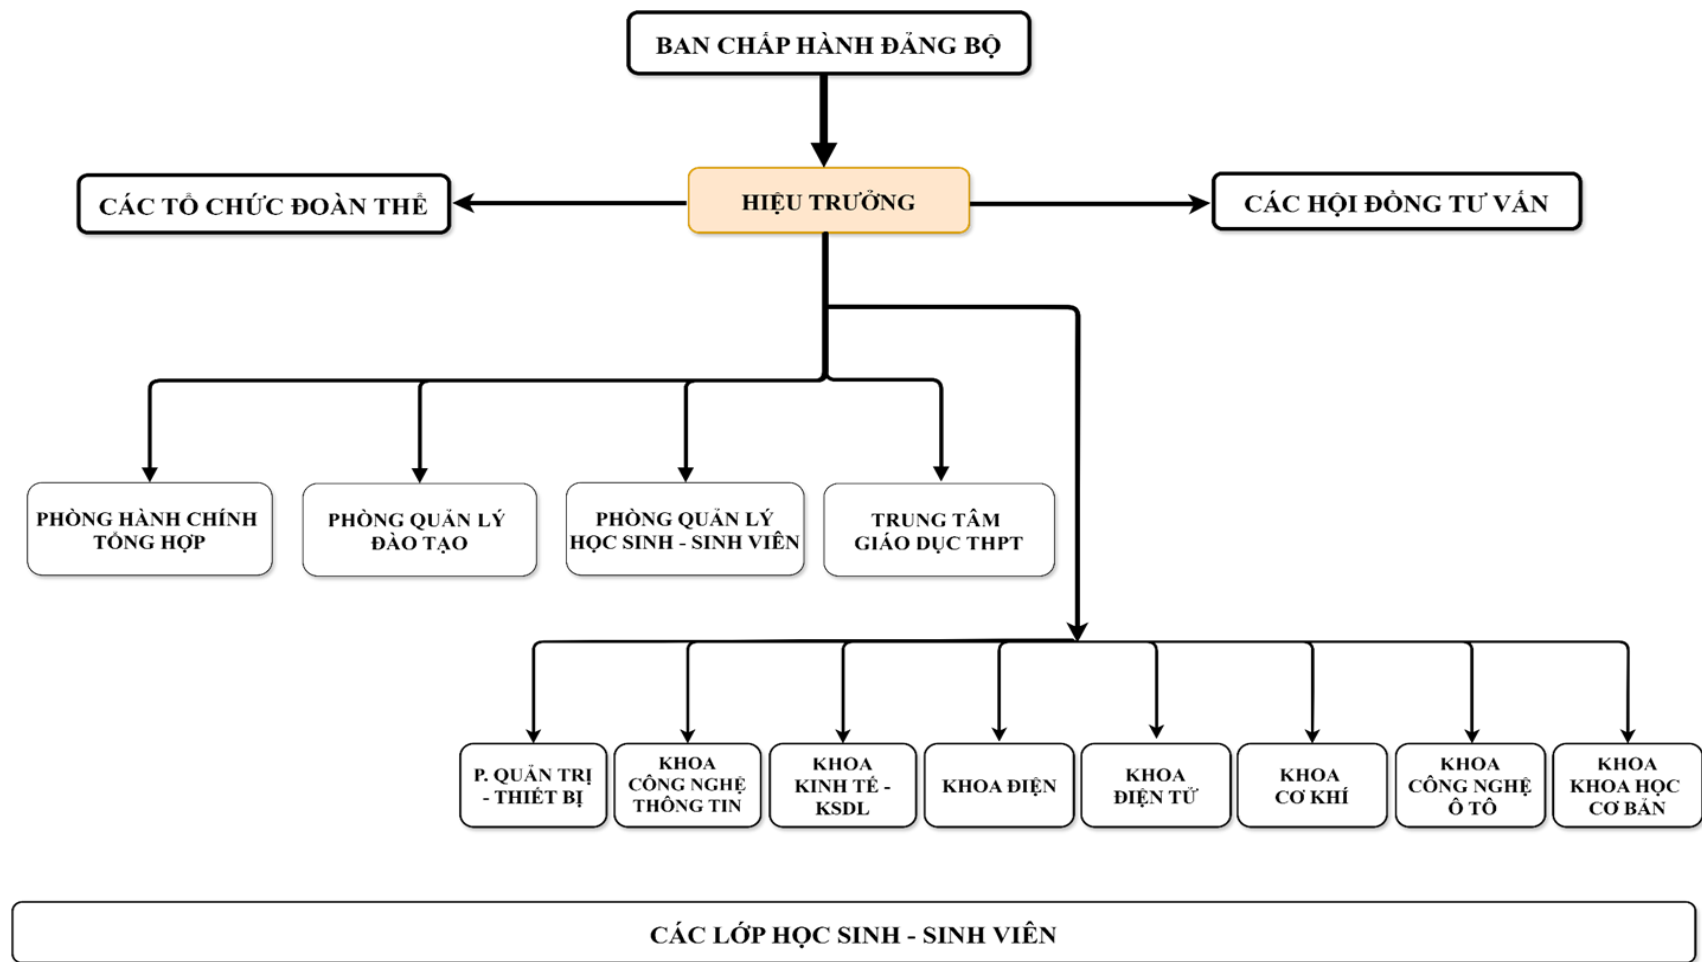 BAN CHẤP HÀNH ĐẢNG BỘ
CÁC TỔ CHỨC ĐOÀN THỂ
HIỆU TRƯỞNG
CÁC HỘI ĐỒNG TƯ VẤN
PHÒNG HÀNH CHÍNH
TỔNG HỢP
PHÒNG QUẢN LÝ
ĐÀO TẠO
PHÒNG QUẢN LÝ
HỌC SINH - SINH VIÊN
TRUNG TÂM
GIÁO DỤC THPT
P. QUẢN TRỊ
- THIẾT BỊ
KHOA
CÔNG NGHỆ
THÔNG TIN
KHOA
KINH TẾ -
KSDL
KHOA ĐIỆN
KHOA
ĐIỆN TỬ
KHOA
CƠ KHÍ
KHOA
CÔNG NGHỆ
Ô TÔ
KHOA
KHOA HỌC
CƠ BẢN
CÁC LỚP HỌC SINH - SINH VIÊN